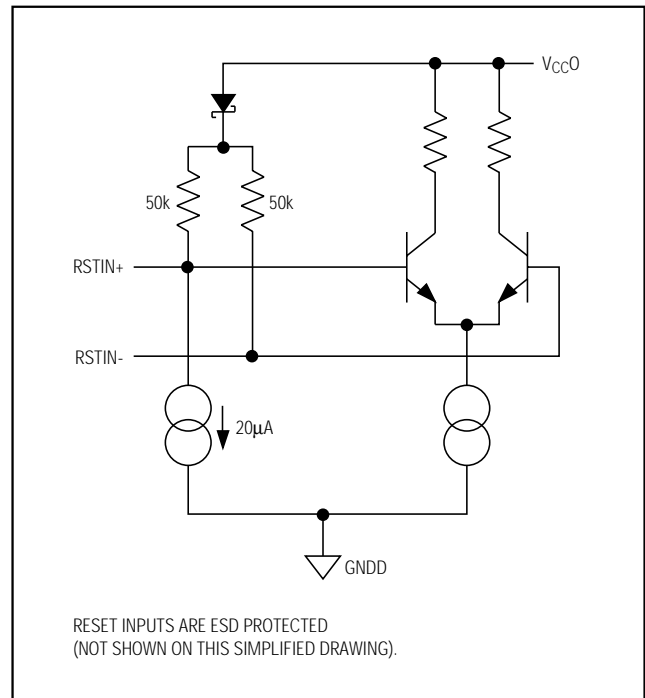 VCCO
50k
50k
RSTIN+
RSTIN-
20μA
GNDD
RESET INPUTS ARE ESD PROTECTED
(NOT SHOWN ON THIS SIMPLIFIED DRAWING).